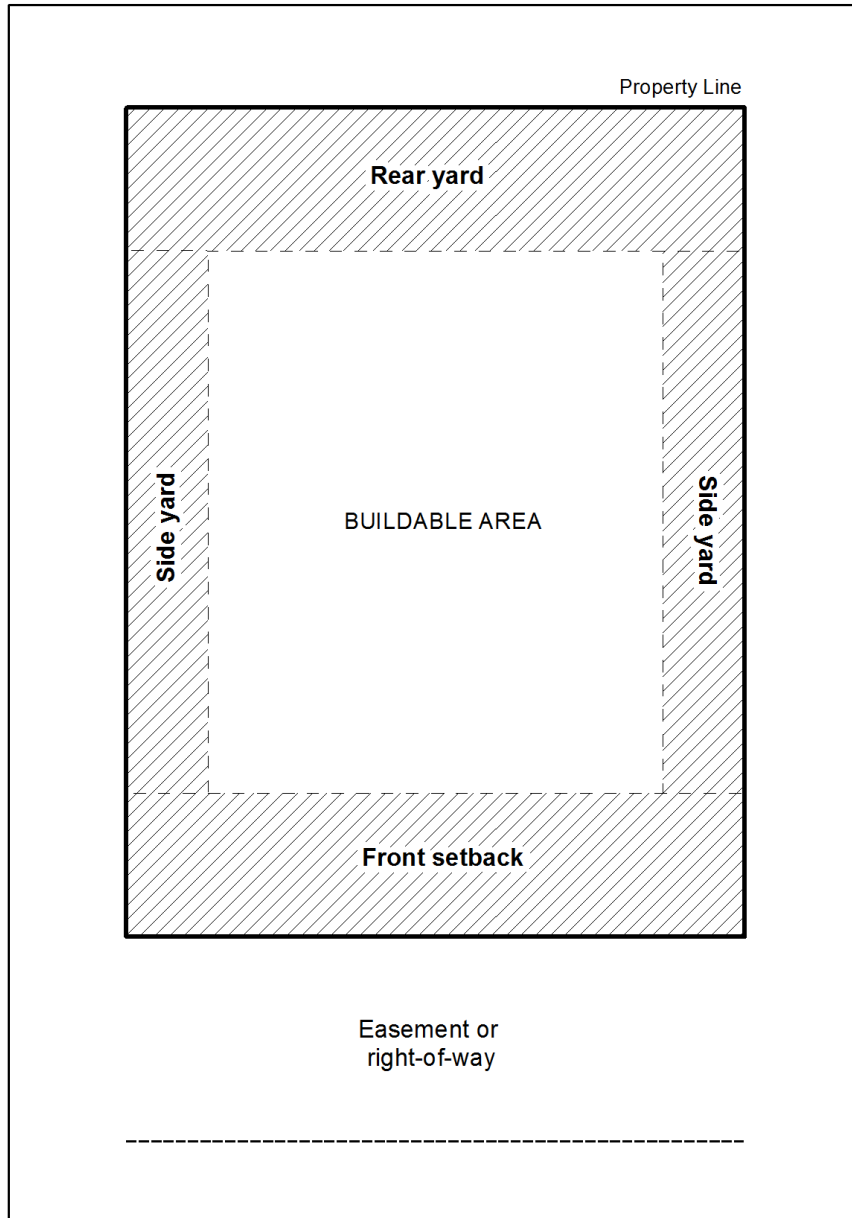 Property Line
Rear yard
Side yard
BUILDABLE AREA
Side yard
Front setback
Easement or
right-of-way